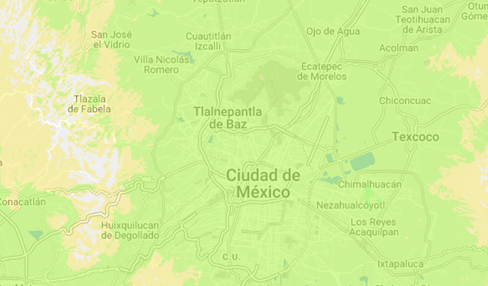 Tepotzotlán
Otum
Góm
San Juan
Teotihuacan
de Arista
San José
el Vidrio
Cuautitlán
Izcalli
Ojo de Agua
Acolman
Villa Nicolás
Romero
Ecatepec
de Morelos
Tlazala
de Fabela
Chiconcuac
Tlalnepantla
de Baz
Texcoco
Ciudad de
México
Chimalhuacán
Conacatlán
Nezahualcóyotl
Huixquilucan
de Degollado
Los Reyes
Acaquilpan
C.U.
Ixtapaluca